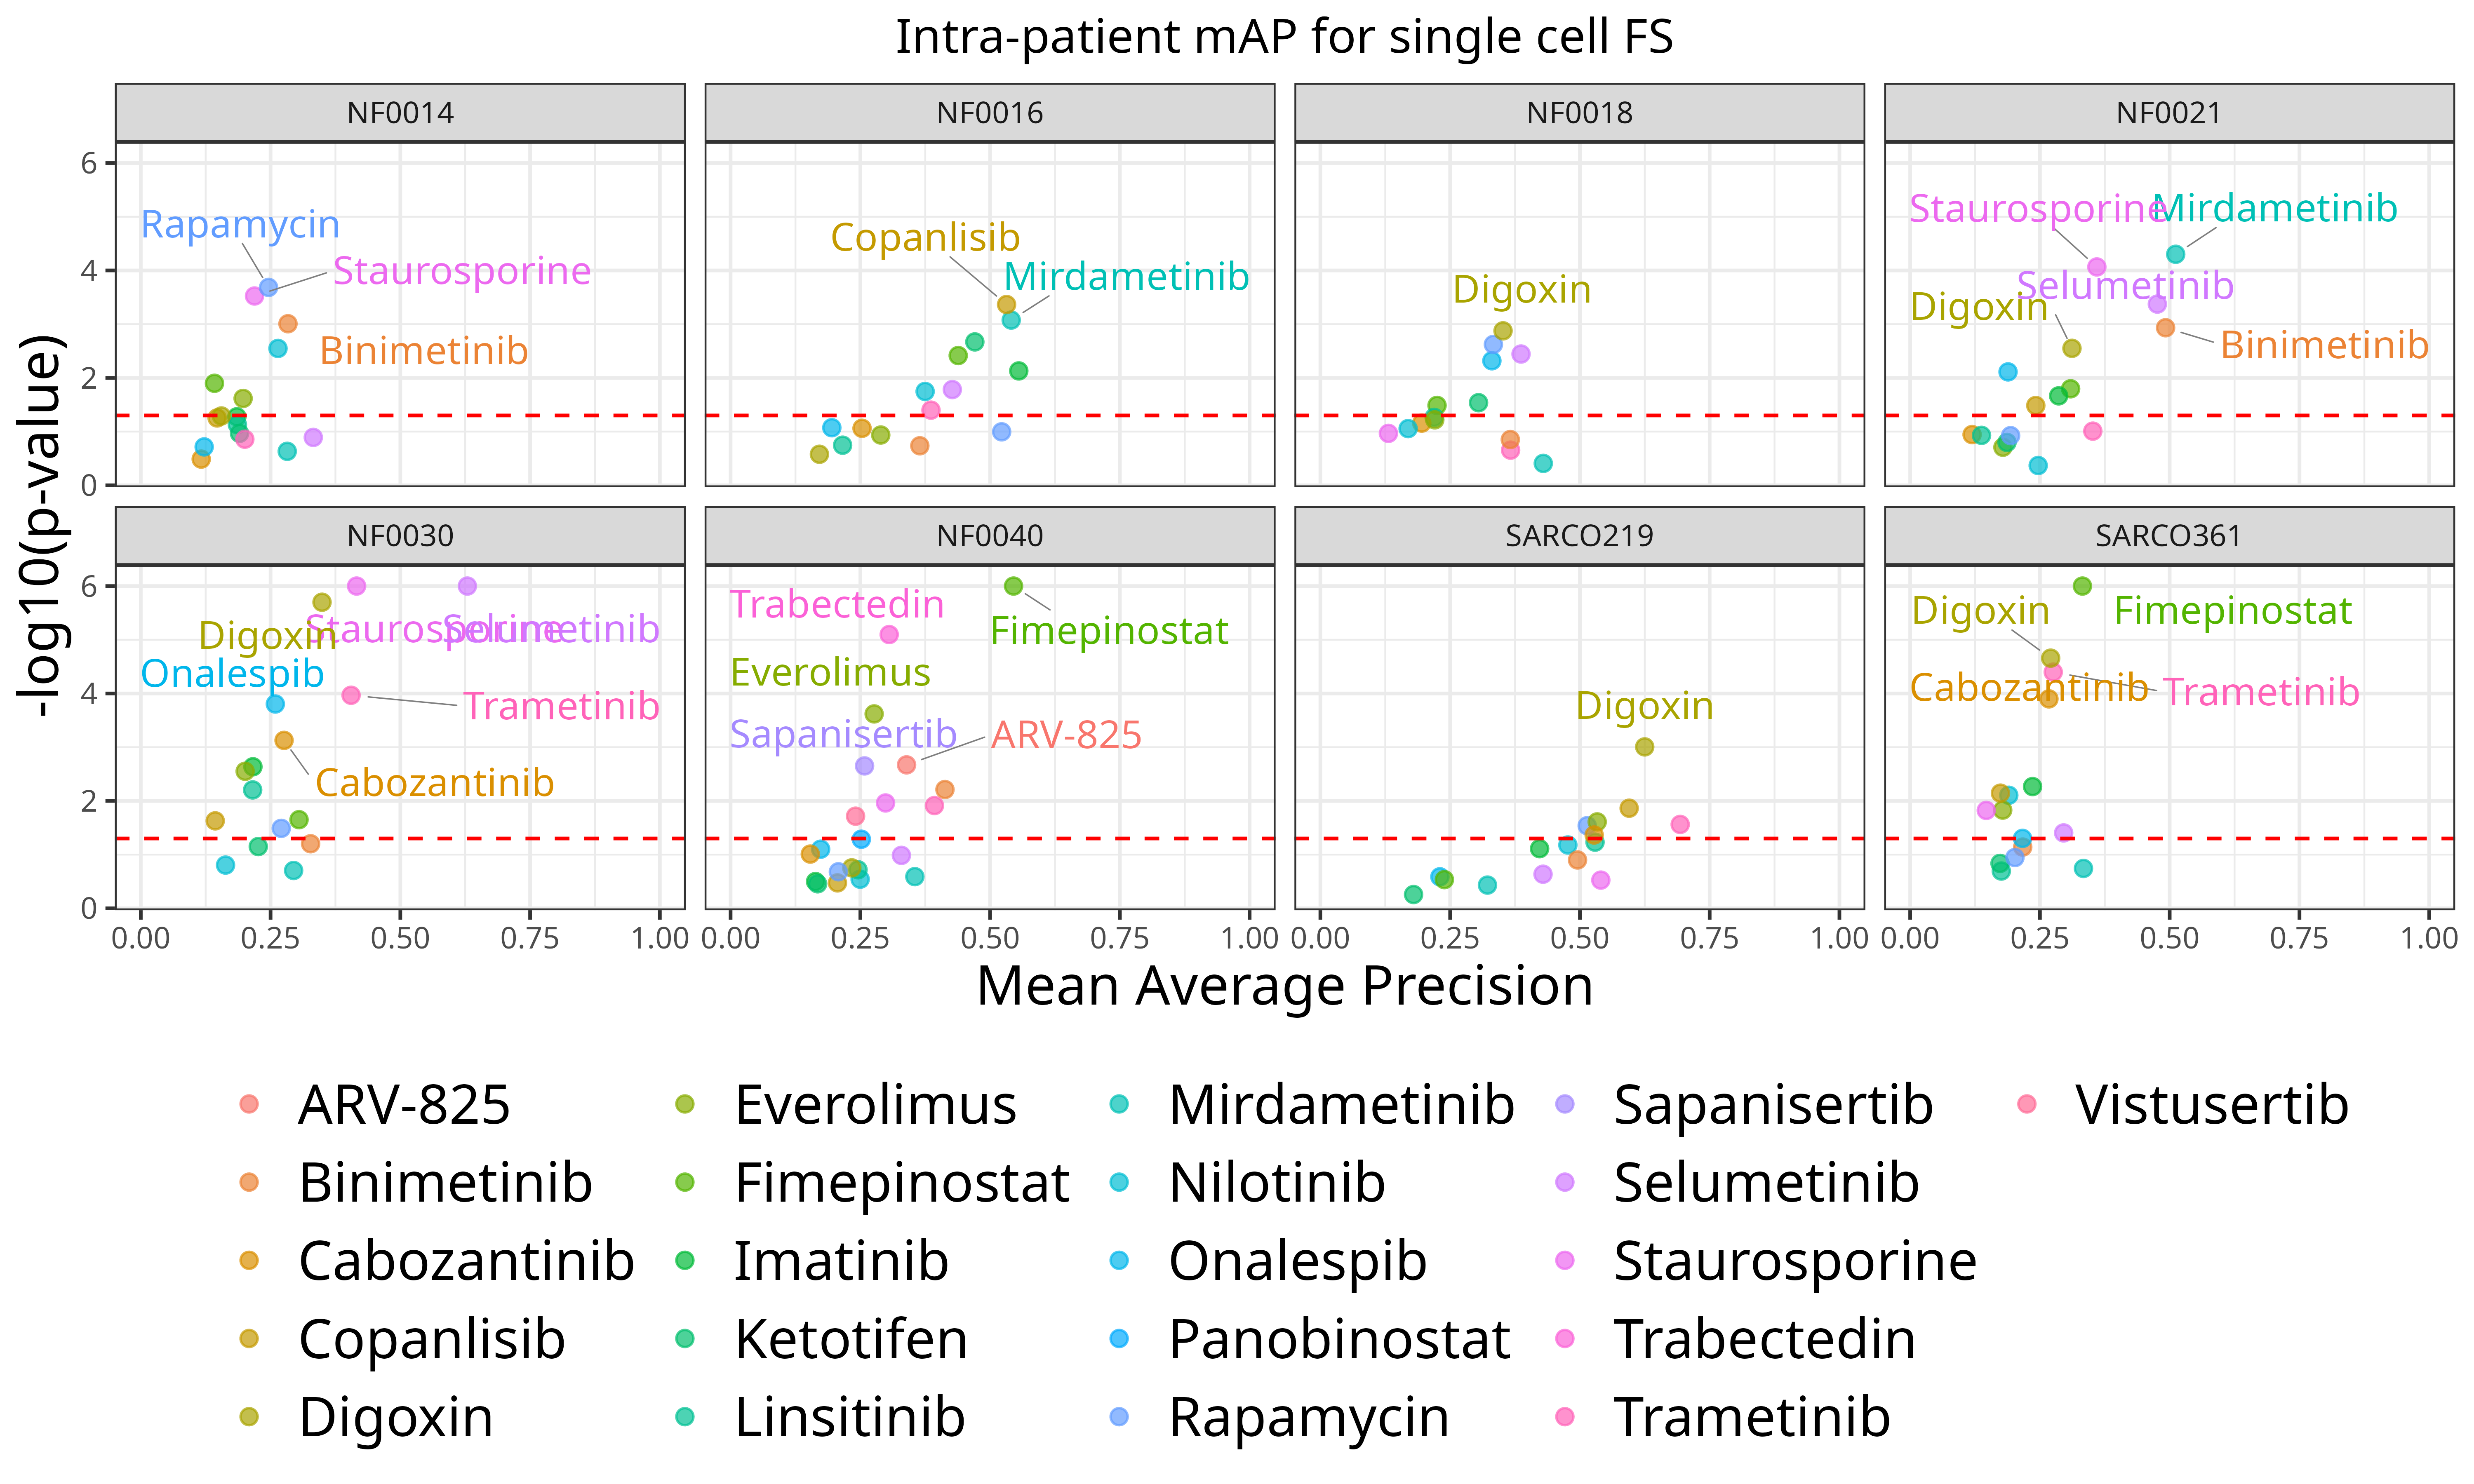 Intra-patient mAP for single cell FS
NF0014
NF0016
NF0018
NF0021
6
4
2
0
-log10(p-value)
Rapamycin
Staurosporine
Binimetinib
Copanlisib
Mirdametinib
Digoxin
Staurosporine
Mirdametinib
Selumetinib
Digoxin
Binimetinib
NF0030
NF0040
SARCO219
SARCO361
6
4
2
0
Digoxin
Staurosporine
Selumetinib
Onalespib
Trametinib
Cabozantinib
Trabectedin
Fimepinostat
Everolimus
Sapanisertib
ARV-825
Digoxin
Digoxin
Fimepinostat
Cabozantinib
Trametinib
0.00 0.25 0.50 0.75 1.00
0.00 0.25 0.50 0.75 1.00
0.00 0.25 0.50 0.75 1.00
0.00 0.25 0.50 0.75 1.00
Mean Average Precision
ARV-825
Binimetinib
Cabozantinib
Copanlisib
Digoxin
Everolimus
Fimepinostat
Imatinib
Ketotifen
Linsitinib
Mirdametinib
Nilotinib
Onalespib
Panobinostat
Rapamycin
Sapanisertib
Selumetinib
Staurosporine
Trabectedin
Trametinib
Vistusertib